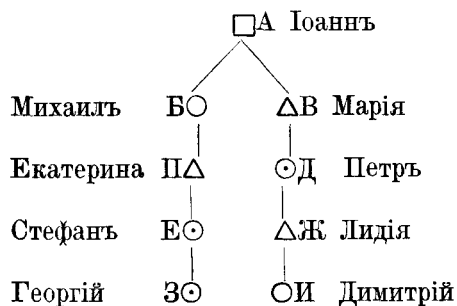 А Іоаннъ
Михаилъ Б В Марія
Екатерина П Д Петръ
Стефанъ Е Ж Лидія
Георгій З И Димитрій